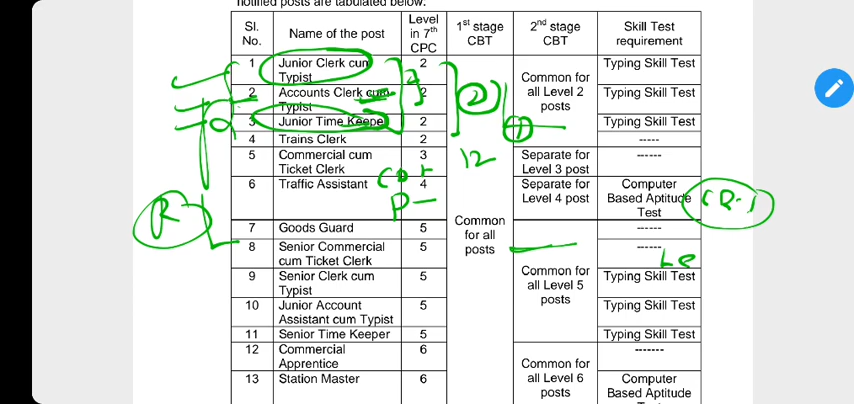 notified posts are tabulated below:
Sl. No. Name of the post Level in 7th CPC 1st stage CBT 2nd stage CBT Skill Test requirement
1 Junior Clerk cum Typist 2 Typing Skill Test
2 Accounts Clerk cum Typist 2 Typing Skill Test
3 Junior Time Keeper 2 Typing Skill Test
4 Trains Clerk 2 -----
Common for all Level 2 posts
5 Commercial cum Ticket Clerk 3 Separate for Level 3 post ------
6 Traffic Assistant 4 Separate for Level 4 post Computer Based Aptitude Test
Common for all posts
7 Goods Guard 5 ------
8 Senior Commercial cum Ticket Clerk 5 ------
9 Senior Clerk cum Typist 5 Typing Skill Test
10 Junior Account Assistant cum Typist 5 Typing Skill Test
11 Senior Time Keeper 5 Typing Skill Test
Common for all Level 5 posts
12 Commercial Apprentice 6 -------
13 Station Master 6 Computer Based Aptitude
Common for all Level 6 posts
2
12
R